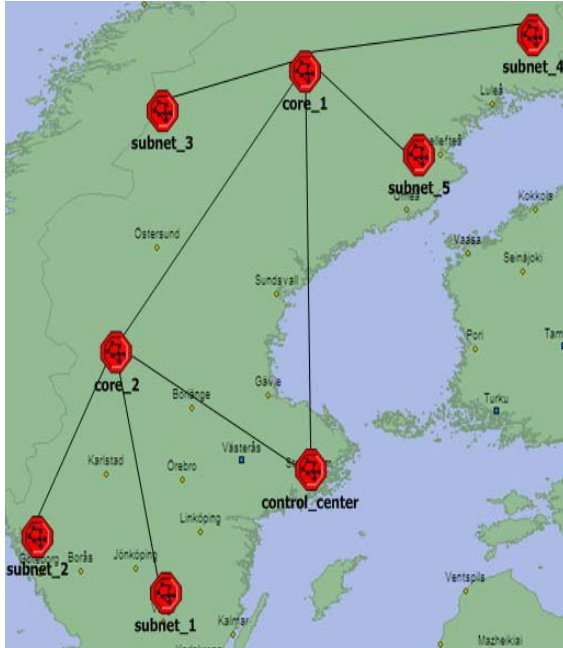 subnet_4
core_1
Luleå
subnet_3
subnet_5
Kokkola
Östersund
Vaasa
Seinäjoki
Sundsvall
Pori
core_2
Gävle
Borlänge
Turku
Västerås
Karlstad
Örebro
control_center
Linköping
subnet_2
Borås
Jönköping
Ventspils
subnet_1
Kalmar
Mazheikiai